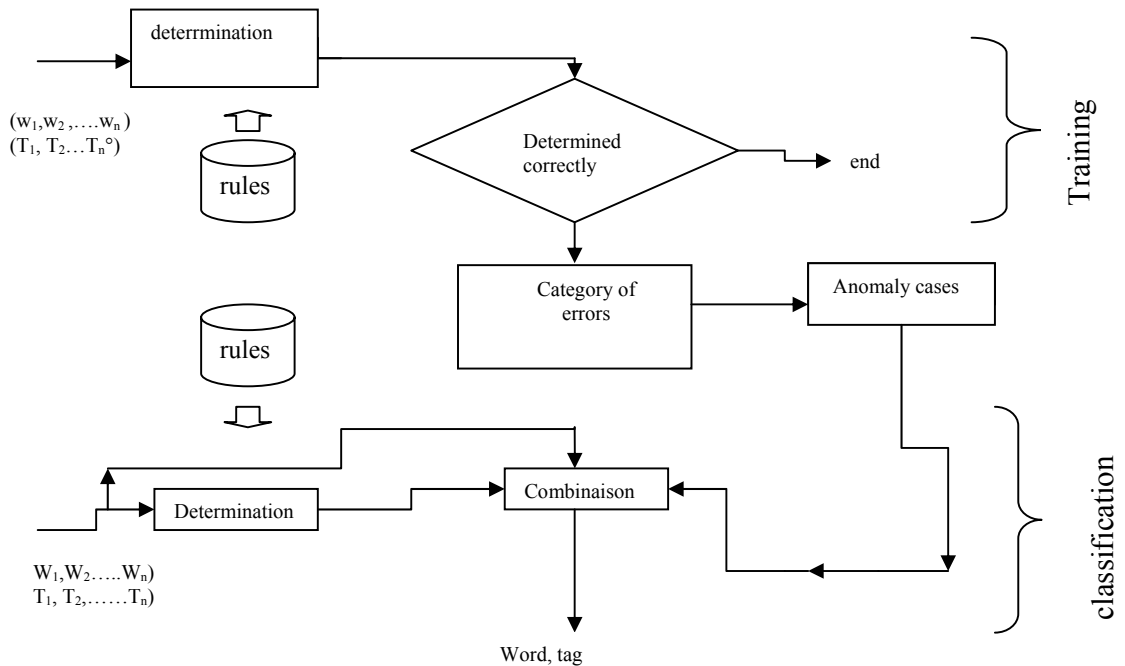 deterrmination
(w₁,w₂ ,….wₙ )
(T₁, T₂…Tₙ°)
rules
Determined
correctly
end
Training
Category of
errors
Anomaly cases
rules
Combinaison
Determination
W₁,W₂…..Wₙ)
T₁, T₂,……Tₙ)
classification
Word, tag